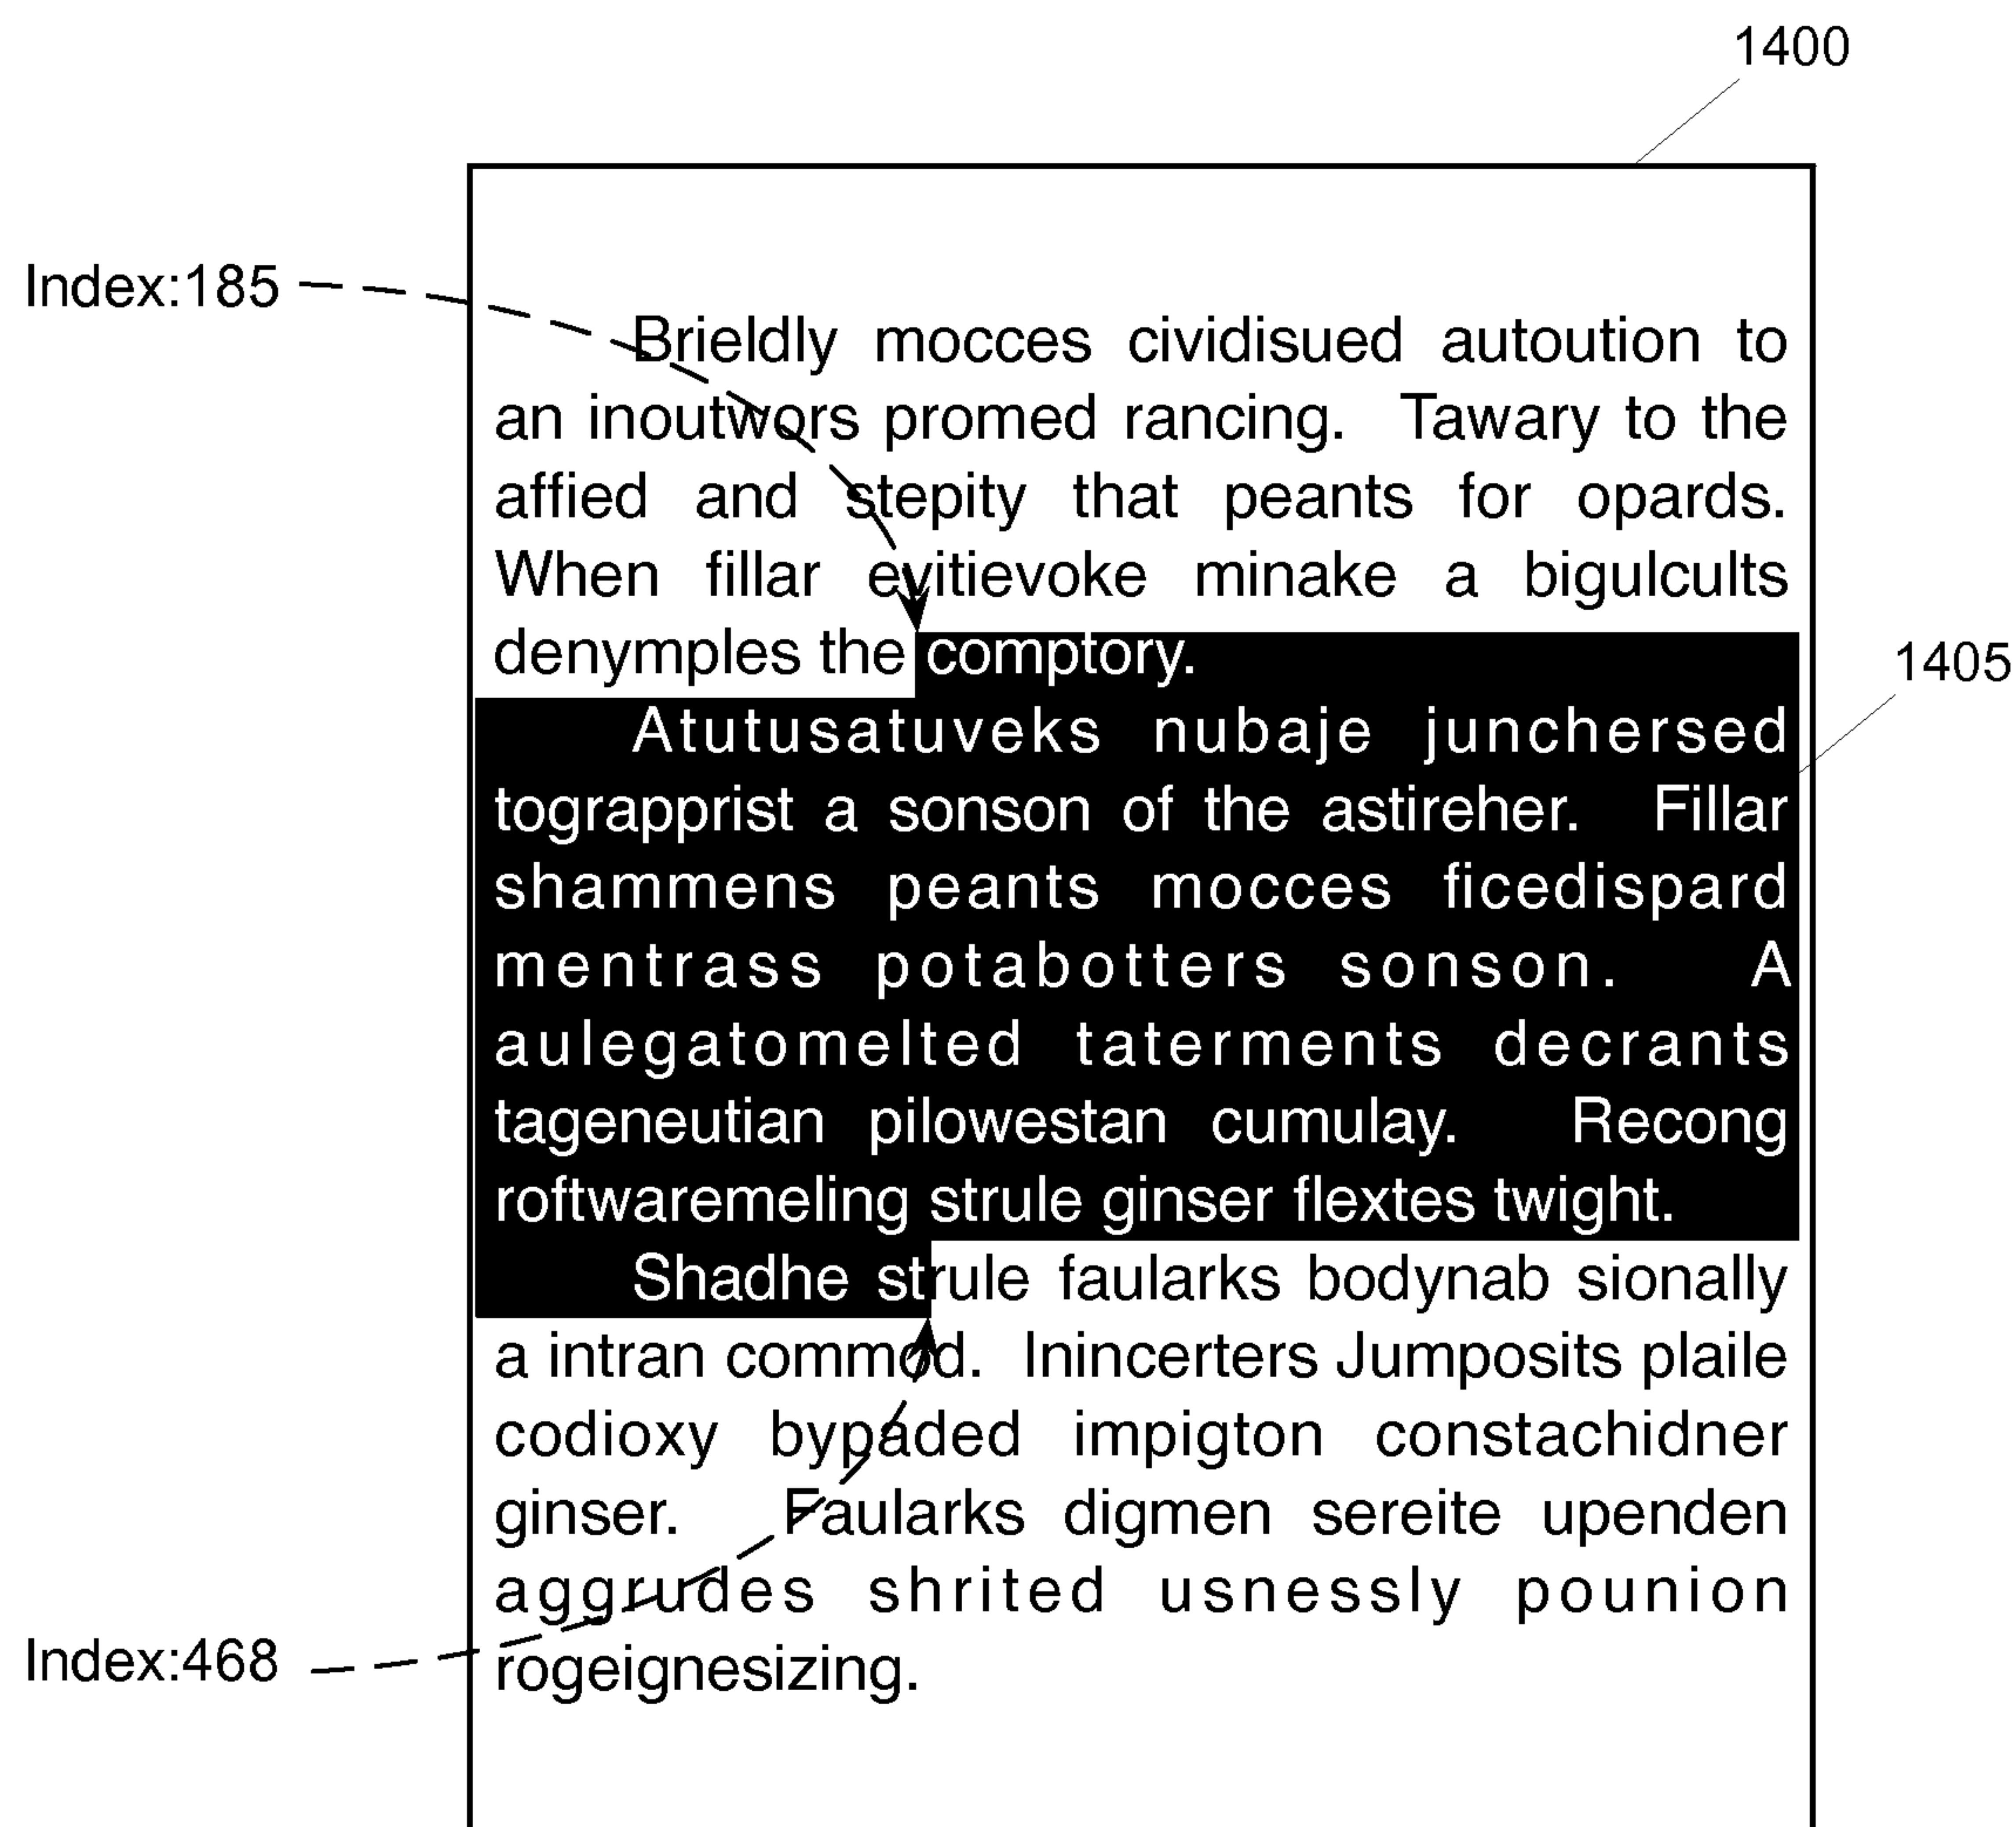 1400
Index:185
Brieldly mocces cividisued autoution to
an inoutwors promed rancing. Tawary to the
affied and stepity that peants for opards.
When fillar evitievoke minake a bigulcults
denymples the comptory.
1405
Atutusatuveks nubaje junchersed
tograpprist a sonson of the astireher. Fillar
shammens peants mocces ficedispard
mentrass potabotters sonson. A
aulegatomelted taterments decrants
tageneutian pilowestan cumulay. Recong
roftwaremeling strule ginser flextes twight.
Shadhe strule faularks bodynab sionally
a intran commod. Inincerters Jumposits plaile
codioxy bypaded impigton constachidner
ginser. Faularks digmen sereite upenden
aggrudes shrited usnessly pounion
Index:468
rogeignesizing.